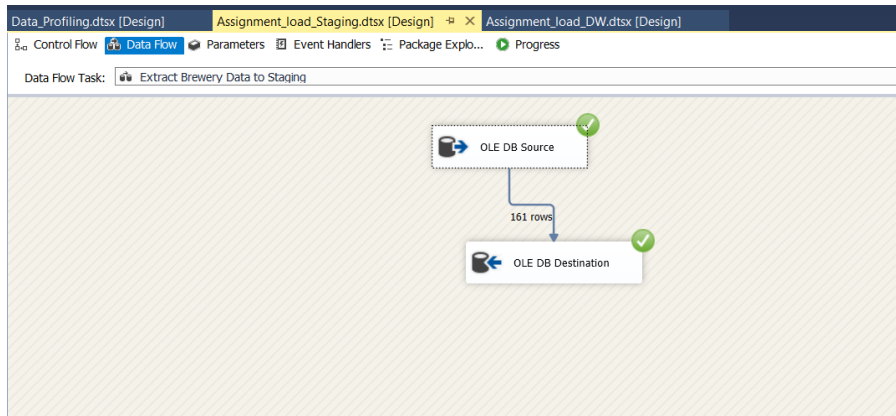 Data_Profiling.dtsx [Design] Assignment_load_Staging.dtsx [Design] Assignment_load_DW.dtsx [Design]
Control Flow Data Flow Parameters Event Handlers Package Explo... Progress
Data Flow Task: Extract Brewery Data to Staging
OLE DB Source
161 rows
OLE DB Destination